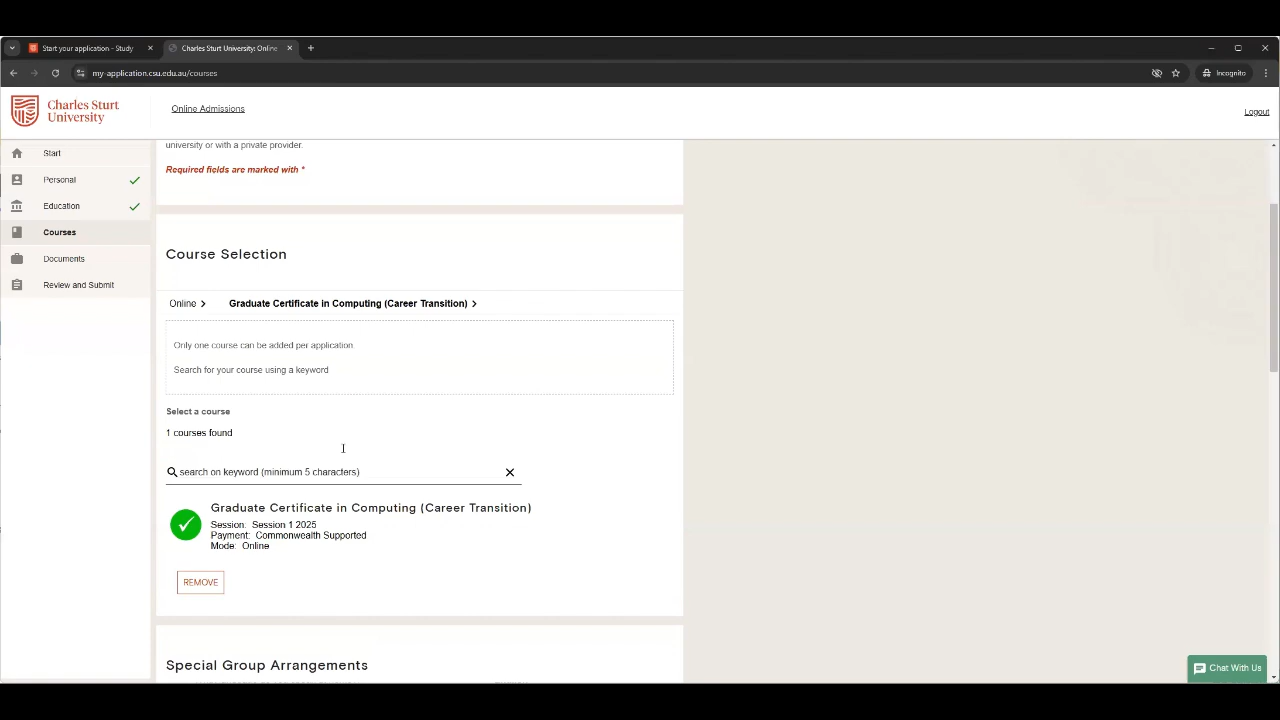 Start your application - Study
Charles Sturt University: Online
my-application.csu.edu.au/courses
Incognito
Charles Sturt
University
Online Admissions
Logout
Start
Personal
Education
Courses
Documents
Review and Submit
university or with a private provider.
Required fields are marked with *
Course Selection
Online
Graduate Certificate in Computing (Career Transition)
Only one course can be added per application
Search for your course using a keyword
Select a course
1 courses found
search on keyword (minimum 5 characters)
Graduate Certificate in Computing (Career Transition)
Session: Session 1 2025
Payment: Commonwealth Supported
Mode: Online
REMOVE
Special Group Arrangements
Chat With Us